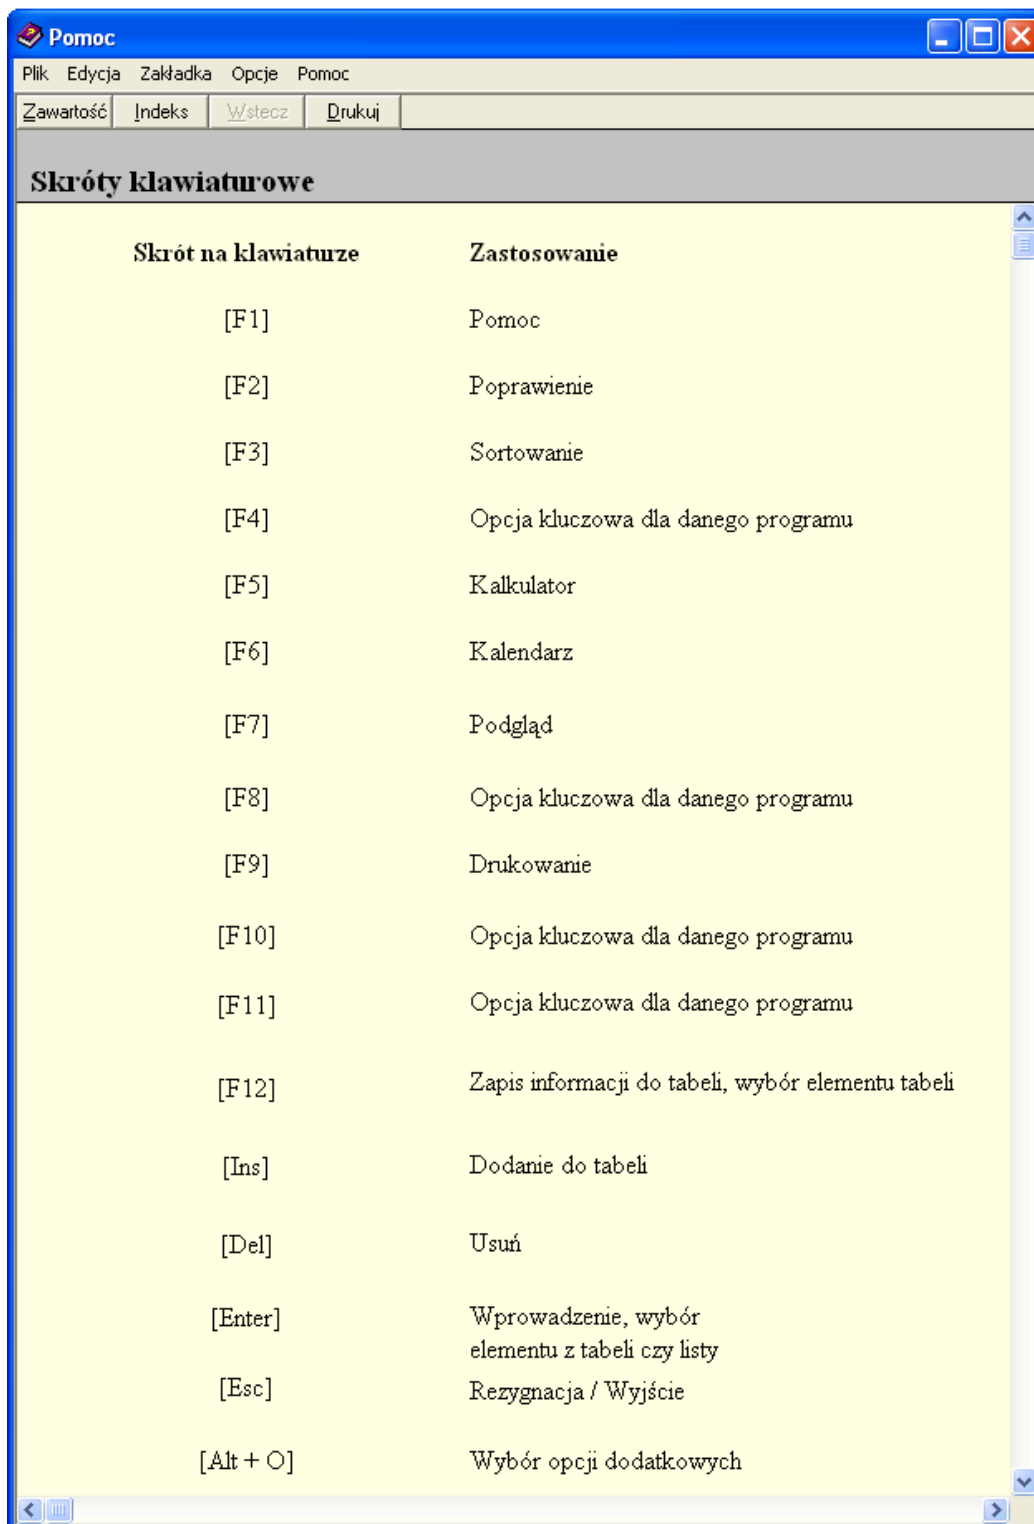 Pomoc
Plik Edycja Zakładka Opcje Pomoc
Zawartość Indeks Wstecz Drukuj
Skróty klawiaturowe
Skrót na klawiaturze Zastosowanie
[F1] Pomoc
[F2] Poprawienie
[F3] Sortowanie
[F4] Opcja kluczowa dla danego programu
[F5] Kalkulator
[F6] Kalendarz
[F7] Podgląd
[F8] Opcja kluczowa dla danego programu
[F9] Drukowanie
[F10] Opcja kluczowa dla danego programu
[F11] Opcja kluczowa dla danego programu
[F12] Zapis informacji do tabeli, wybór elementu tabeli
[Ins] Dodanie do tabeli
[Del] Usuń
[Enter] Wprowadzenie, wybór
elementu z tabeli czy listy
[Esc] Rezygnacja / Wyjście
[Alt + O] Wybór opcji dodatkowych